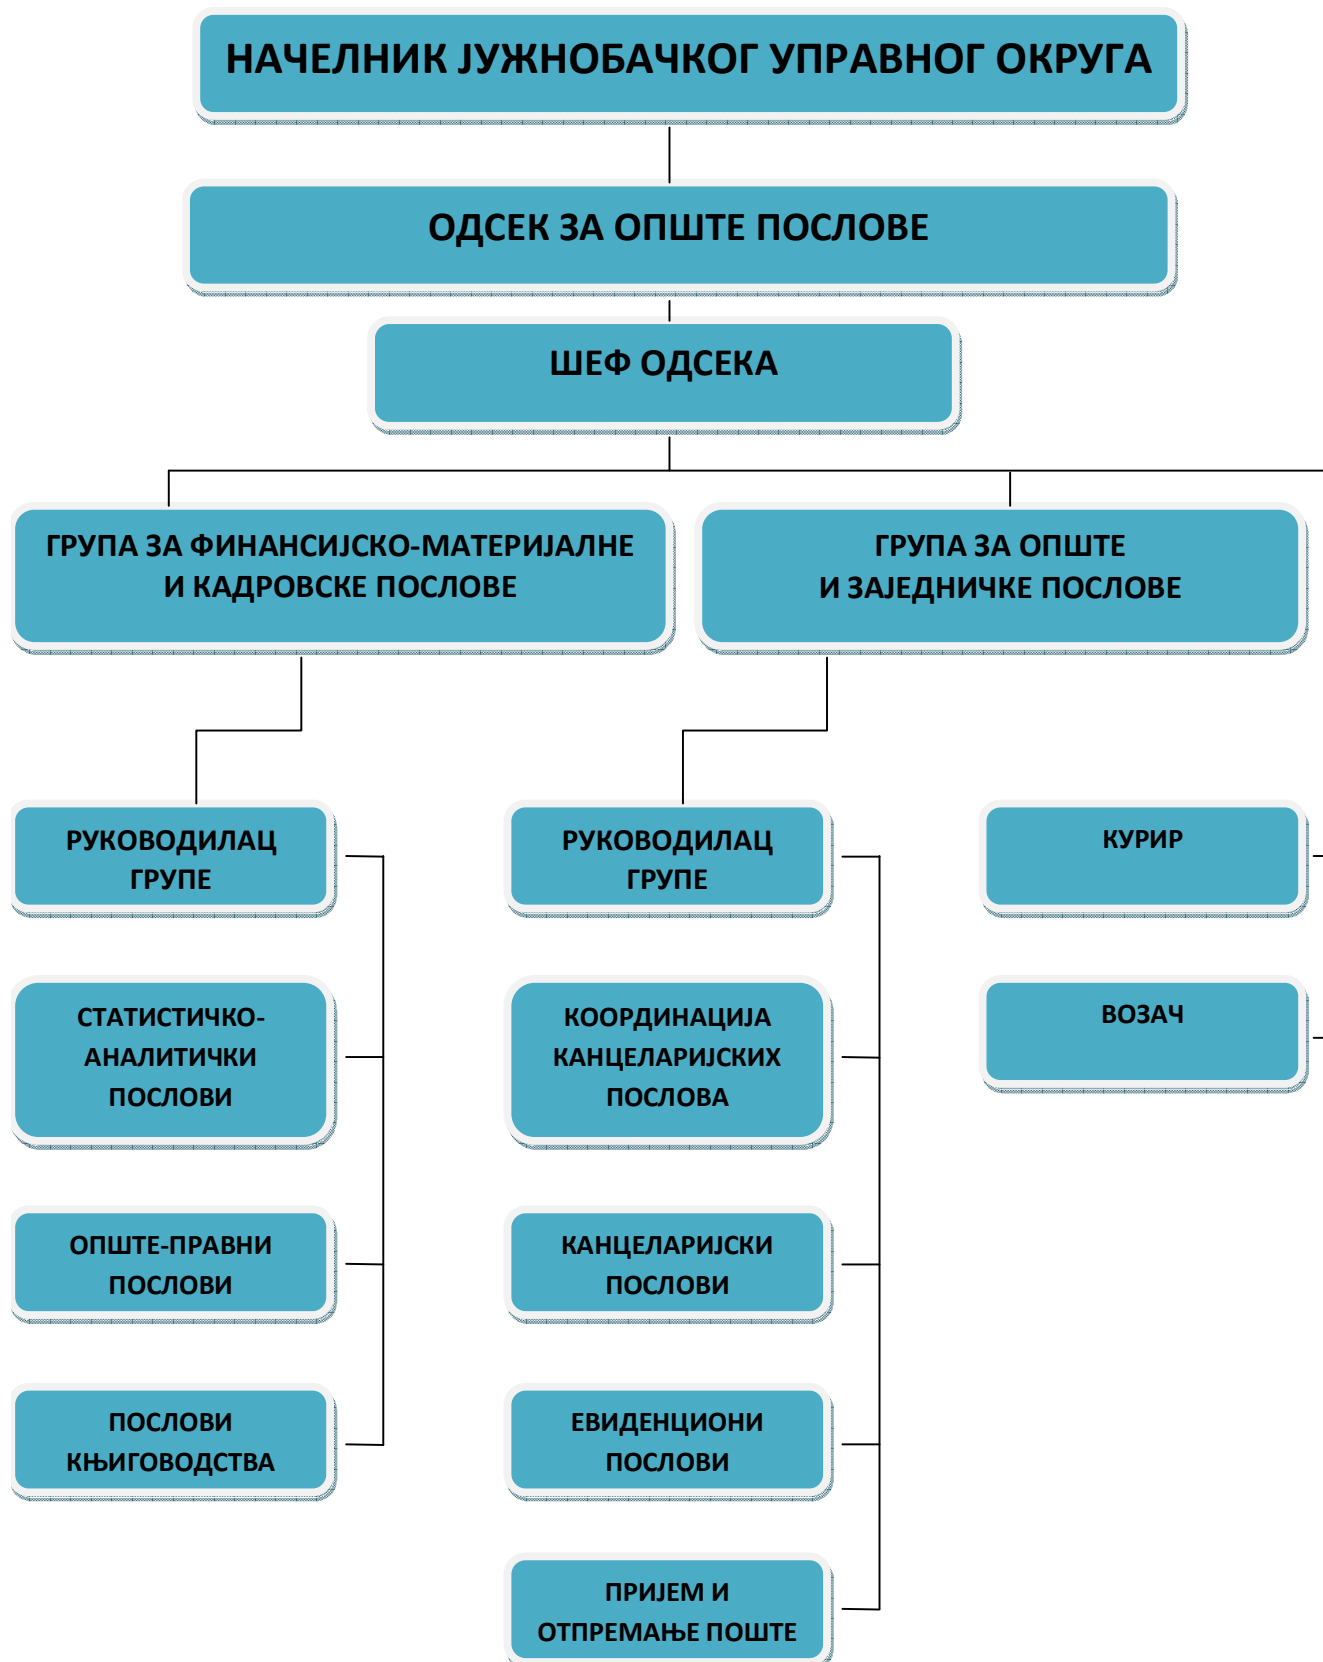 НАЧЕЛНИК ЈУЖНОБАЧКОГ УПРАВНОГ ОКРУГА
ОДСЕК ЗА ОПШТЕ ПОСЛОВЕ
ШЕФ ОДСЕКА
ГРУПА ЗА ФИНАНСИЈСКО-МАТЕРИЈАЛНЕ
И КАДРОВСКЕ ПОСЛОВЕ
ГРУПА ЗА ОПШТЕ
И ЗАЈЕДНИЧКЕ ПОСЛОВЕ
РУКОВОДИЛАЦ
ГРУПЕ
СТАТИСТИЧКО-
АНАЛИТИЧКИ
ПОСЛОВИ
ОПШТЕ-ПРАВНИ
ПОСЛОВИ
ПОСЛОВИ
КЊИГОВОДСТВА
РУКОВОДИЛАЦ
ГРУПЕ
КООРДИНАЦИЈА
КАНЦЕЛАРИЈСКИХ
ПОСЛОВА
КАНЦЕЛАРИЈСКИ
ПОСЛОВИ
ЕВИДЕНЦИОНИ
ПОСЛОВИ
ПРИЈЕМ И
ОТПРЕМАЊЕ ПОШТЕ
КУРИР
ВОЗАЧ